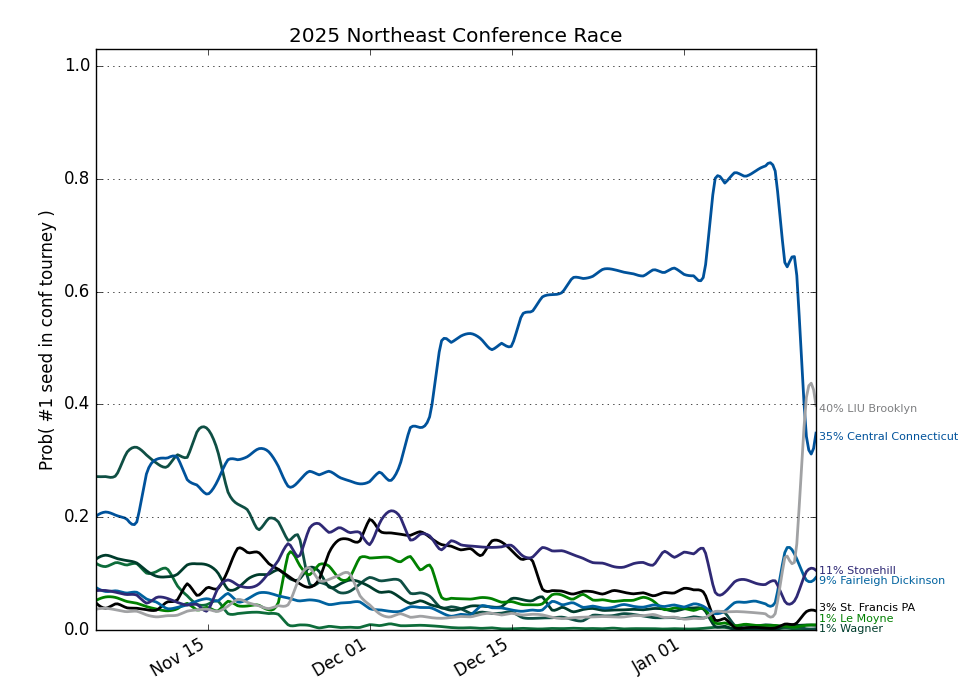 2025 Northeast Conference Race
Prob( #1 seed in conf tourney )
1.0
0.8
0.6
0.4
0.2
0.0
Nov 15
Dec 01
Dec 15
Jan 01
40% LIU Brooklyn
35% Central Connecticut
11% Stonehill
9% Fairleigh Dickinson
3% St. Francis PA
1% Le Moyne
1% Wagner